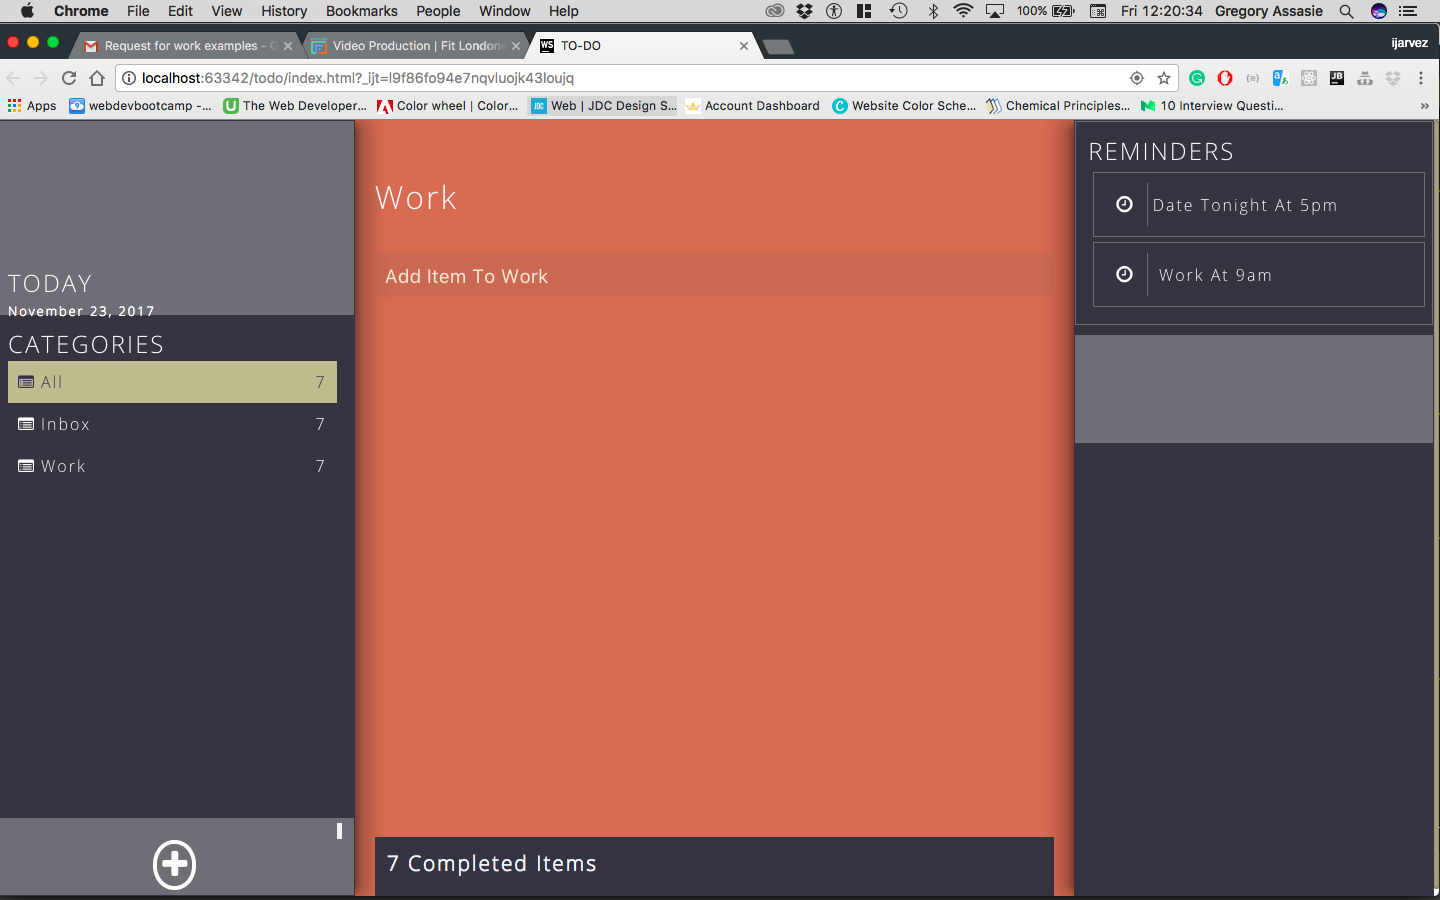 Chrome File Edit View History Bookmarks People Window Help 100% Fri 12:20:34 Gregory Assasie
Request for work examples - G Video Production | Fit Londone WS TO-DO ijarvez
localhost:63342/todo/index.html?_ijt=l9f86fo94e7nqvluojk43loujq
Apps webdevbootcamp -... The Web Developer... Color wheel | Color... JDC Web | JDC Design S... Account Dashboard Website Color Sche... Chemical Principles... 10 Interview Questi... »
TODAY
November 23, 2017
CATEGORIES
All 7
Inbox 7
Work 7
Work
Add Item To Work
7 Completed Items
REMINDERS
Date Tonight At 5pm
Work At 9am